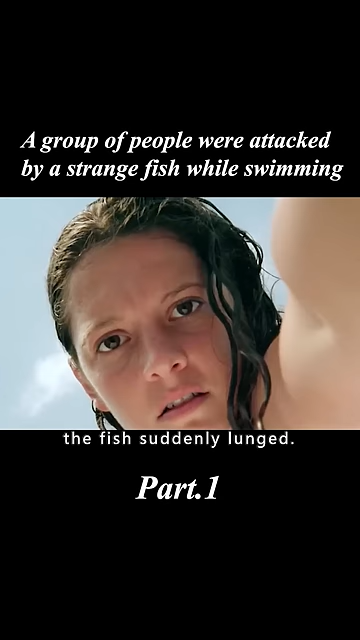 A group of people were attacked
by a strange fish while swimming
the fish suddenly lunged.
Part.1